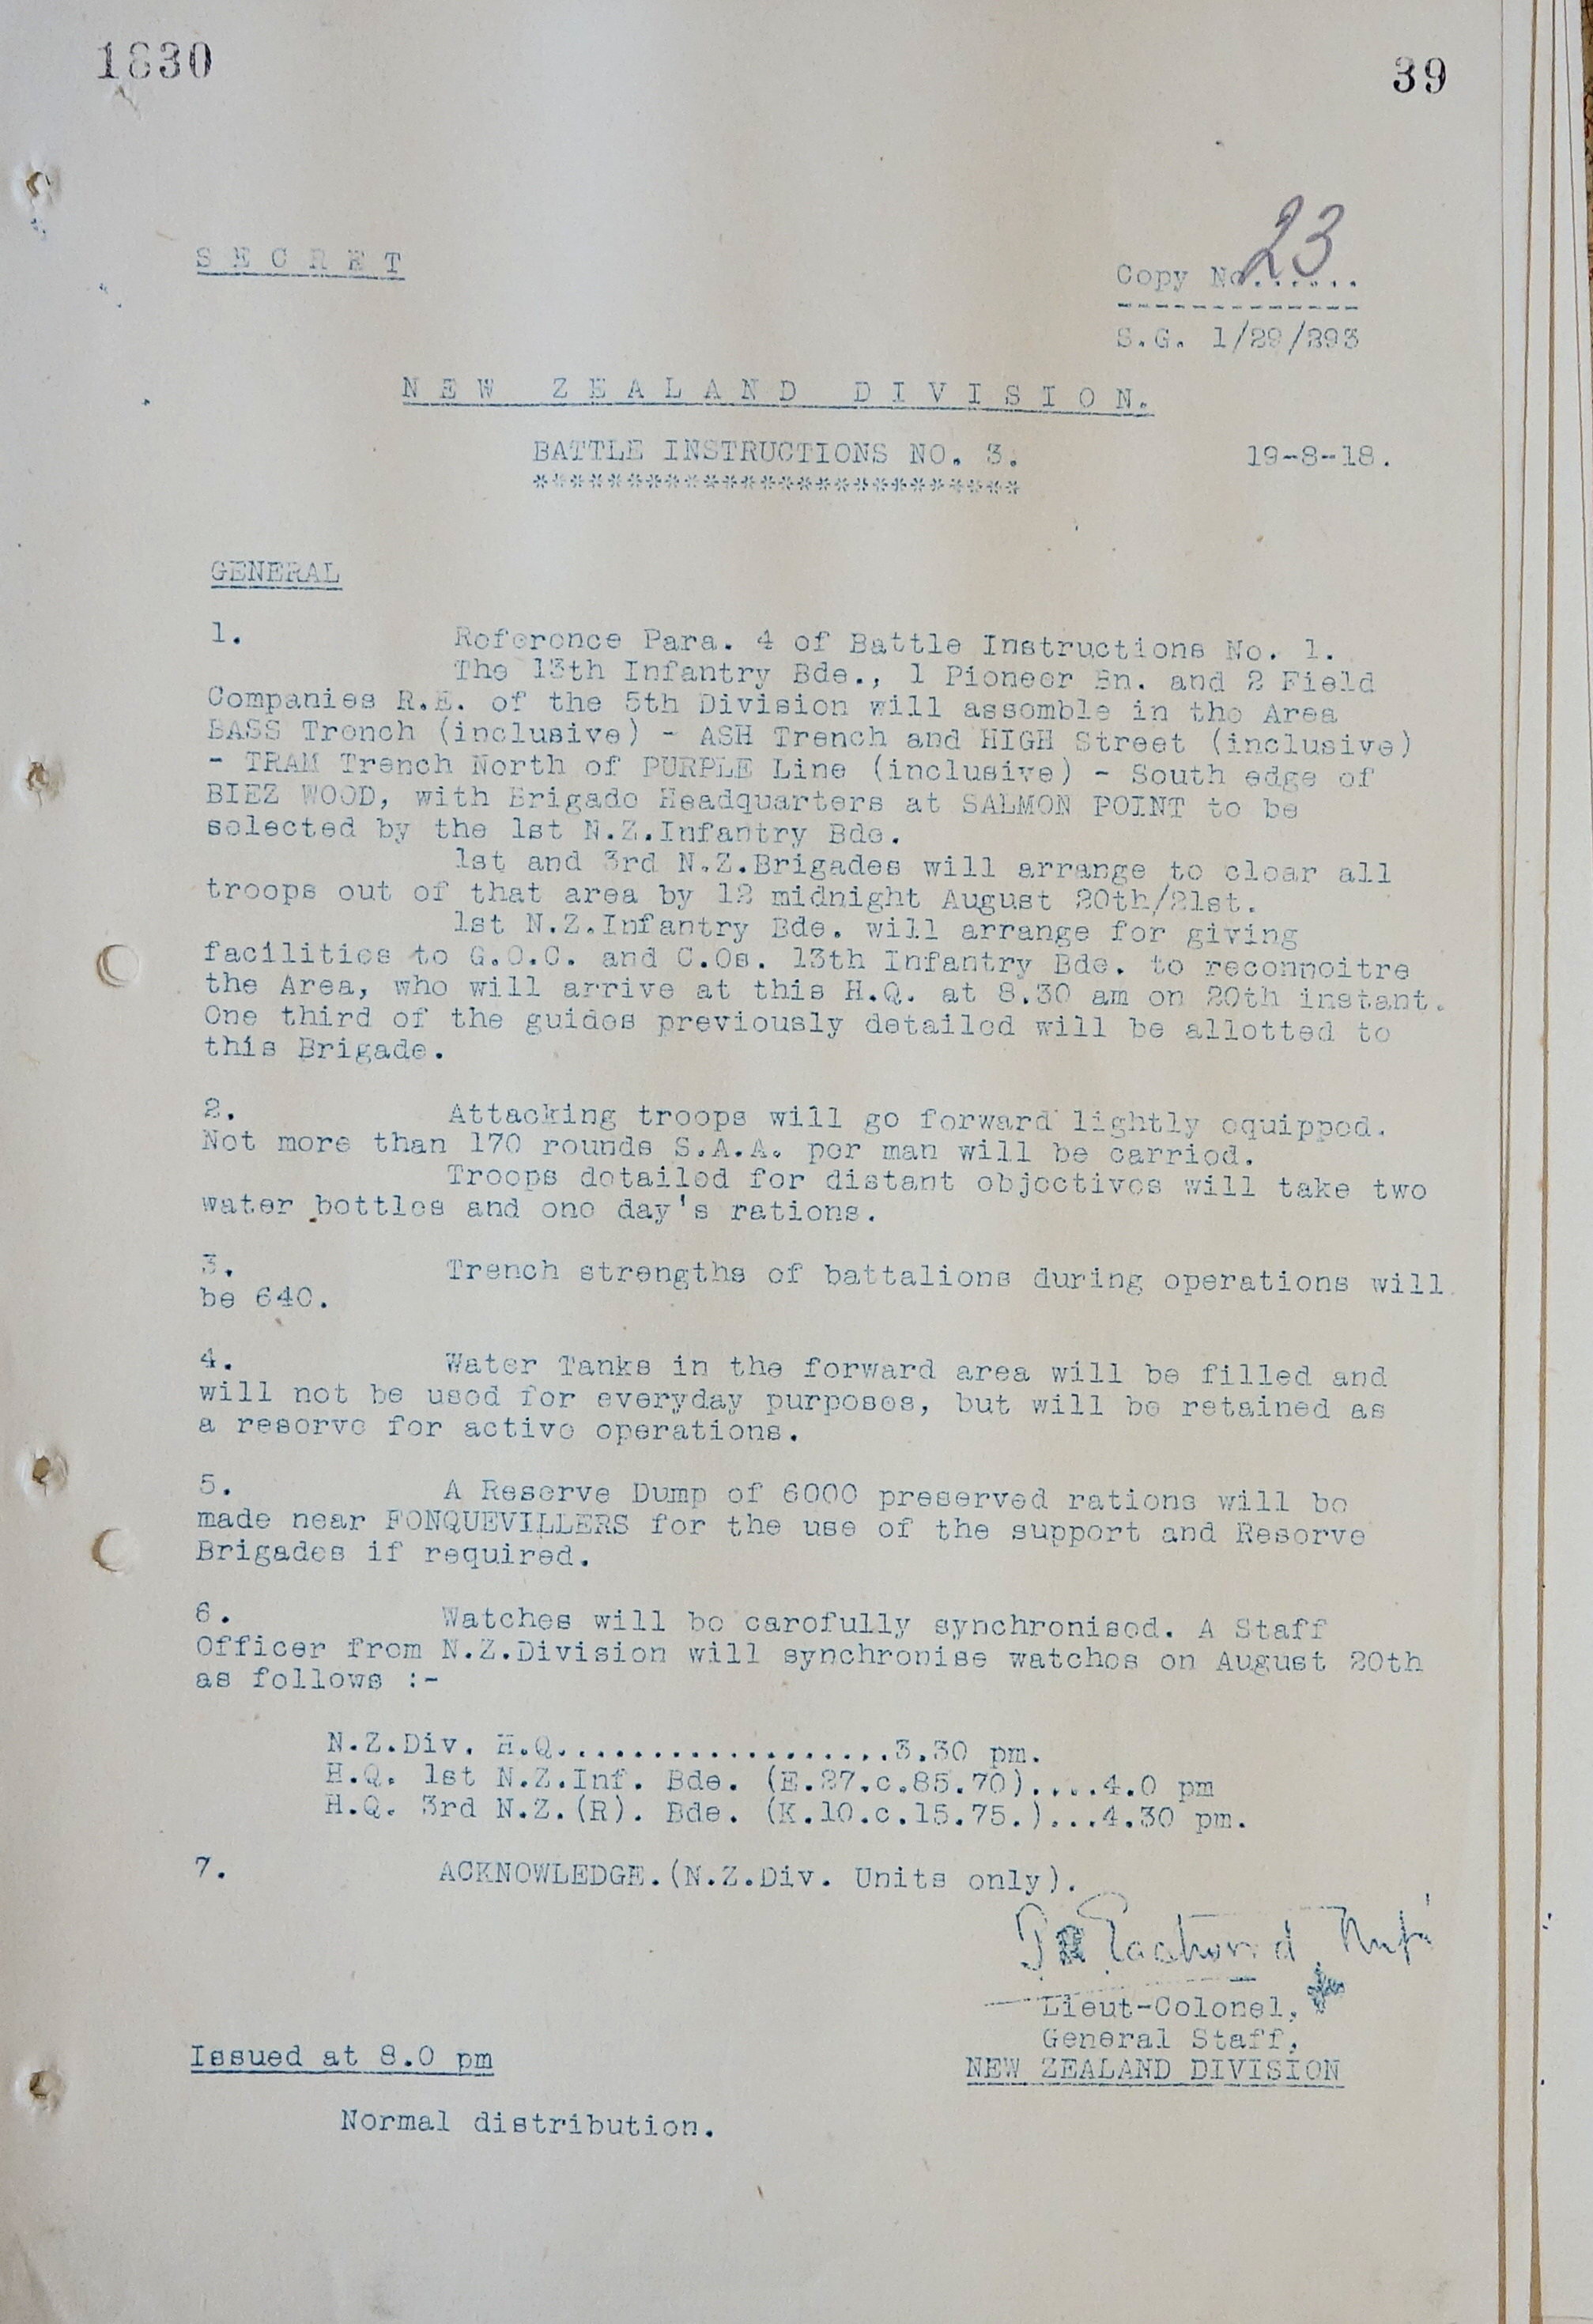 1830
39
SECRET
23
Copy No.......
S.G. 1/29/293
NEW ZEALAND DIVISION.
BATTLE INSTRUCTIONS NO. 3.
19-8-18.
**************************
GENERAL
1. Reference Para. 4 of Battle Instructions No. 1.
The 13th Infantry Bde., 1 Pioneer Bn. and 2 Field
Companies R.E. of the 5th Division will assemble in the Area
BASS Trench (inclusive) - ASH Trench and HIGH Street (inclusive)
- TRAM Trench North of PURPLE Line (inclusive) - South edge of
BIEZ WOOD, with Brigade Headquarters at SALMON POINT to be
selected by the 1st N.Z.Infantry Bde.
1st and 3rd N.Z.Brigades will arrange to clear all
troops out of that area by 12 midnight August 20th/21st.
1st N.Z.Infantry Bde. will arrange for giving
facilities to G.O.C. and C.Os. 13th Infantry Bde. to reconnoitre
the Area, who will arrive at this H.Q. at 8.30 am on 20th instant.
One third of the guides previously detailed will be allotted to
this Brigade.
2. Attacking troops will go forward lightly equipped.
Not more than 170 rounds S.A.A. per man will be carried.
Troops detailed for distant objectives will take two
water bottles and one day's rations.
3. Trench strengths of battalions during operations will
be 640.
4. Water Tanks in the forward area will be filled and
will not be used for everyday purposes, but will be retained as
a reserve for active operations.
5. A Reserve Dump of 6000 preserved rations will be
made near FONQUEVILLERS for the use of the support and Reserve
Brigades if required.
6. Watches will be carefully synchronised. A Staff
Officer from N.Z.Division will synchronise watches on August 20th
as follows :-
N.Z.Div. H.Q...................3.30 pm.
H.Q. 1st N.Z.Inf. Bde. (E.27.c.85.70)....4.0 pm
H.Q. 3rd N.Z.(R). Bde. (K.10.c.15.75.)...4.30 pm.
7. ACKNOWLEDGE.(N.Z.Div. Units only).
Lieut-Colonel,
General Staff,
NEW ZEALAND DIVISION
Issued at 8.0 pm
Normal distribution.